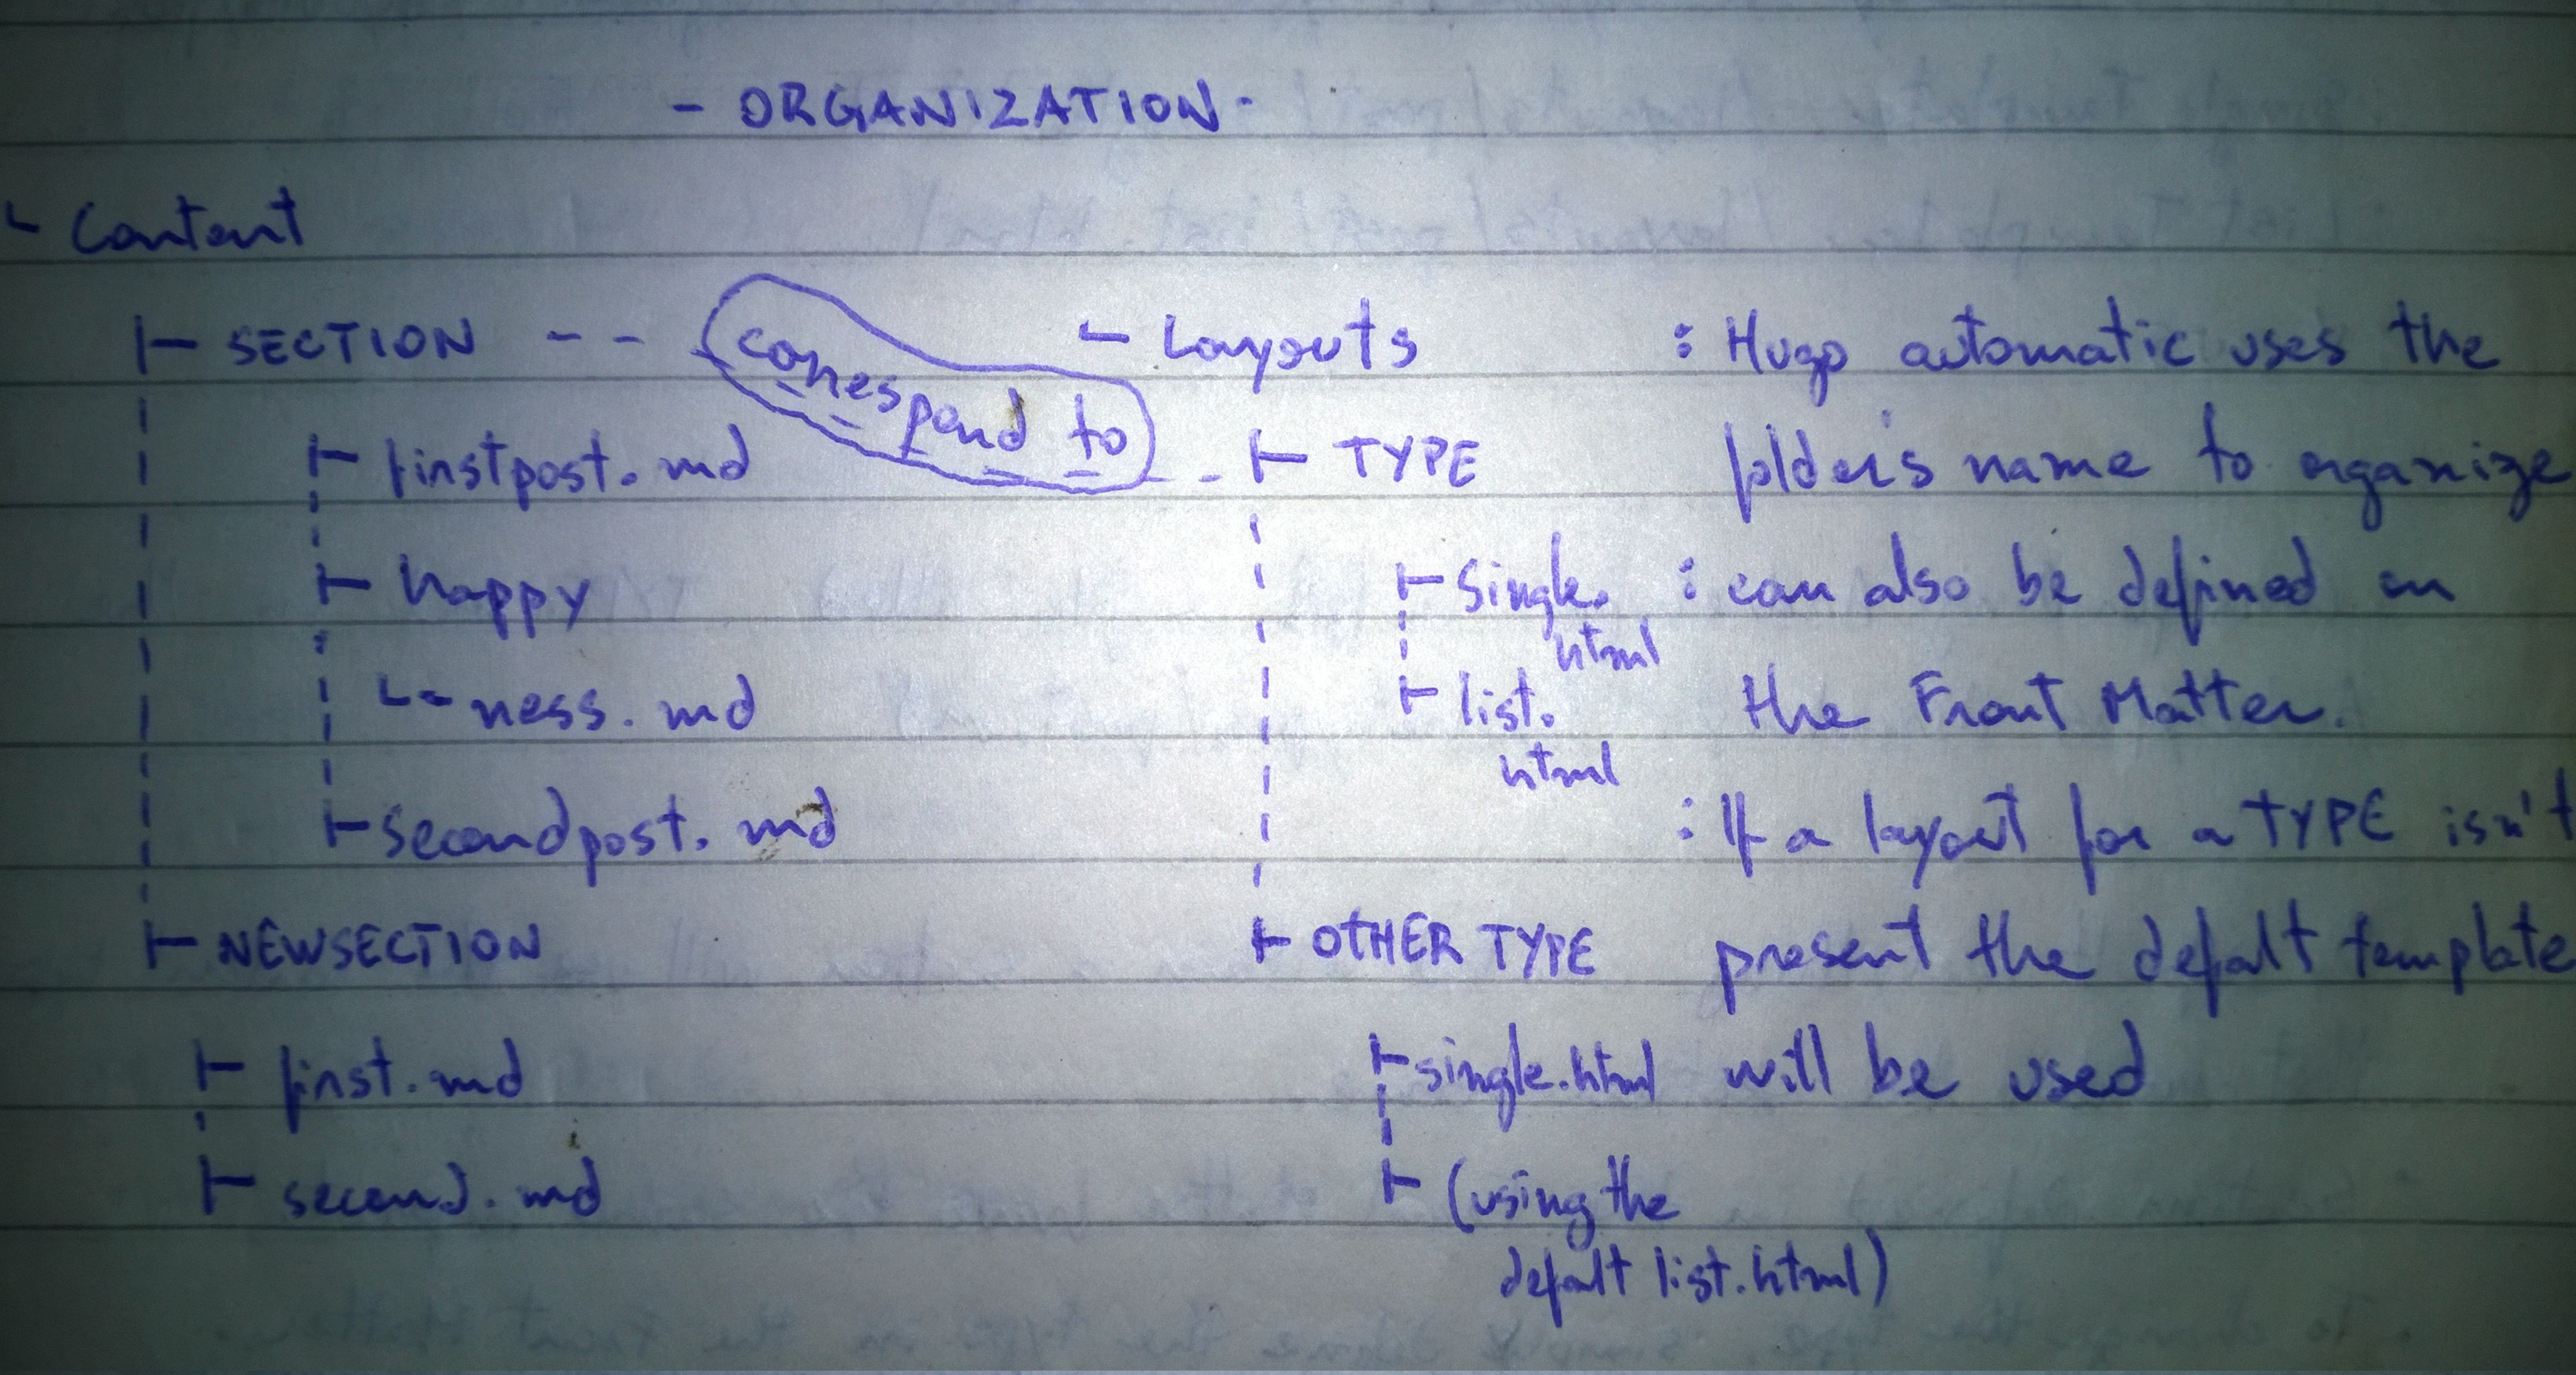 - ORGANIZATION.
└ Content
├ SECTION - - correspond to - └ Layouts : Hugo automatic uses the
├ firstpost.md ├ TYPE folders name to organize
├ happy ├ single.html : can also be defined in
└- ness.md ├ list.html the Front Matter.
├ secondpost.md : If a layout for a TYPE isn't
├ NEWSECTION ├ OTHER TYPE present the default template
├ first.md ├ single.html will be used
├ second.md ├ (using the
default list.html)